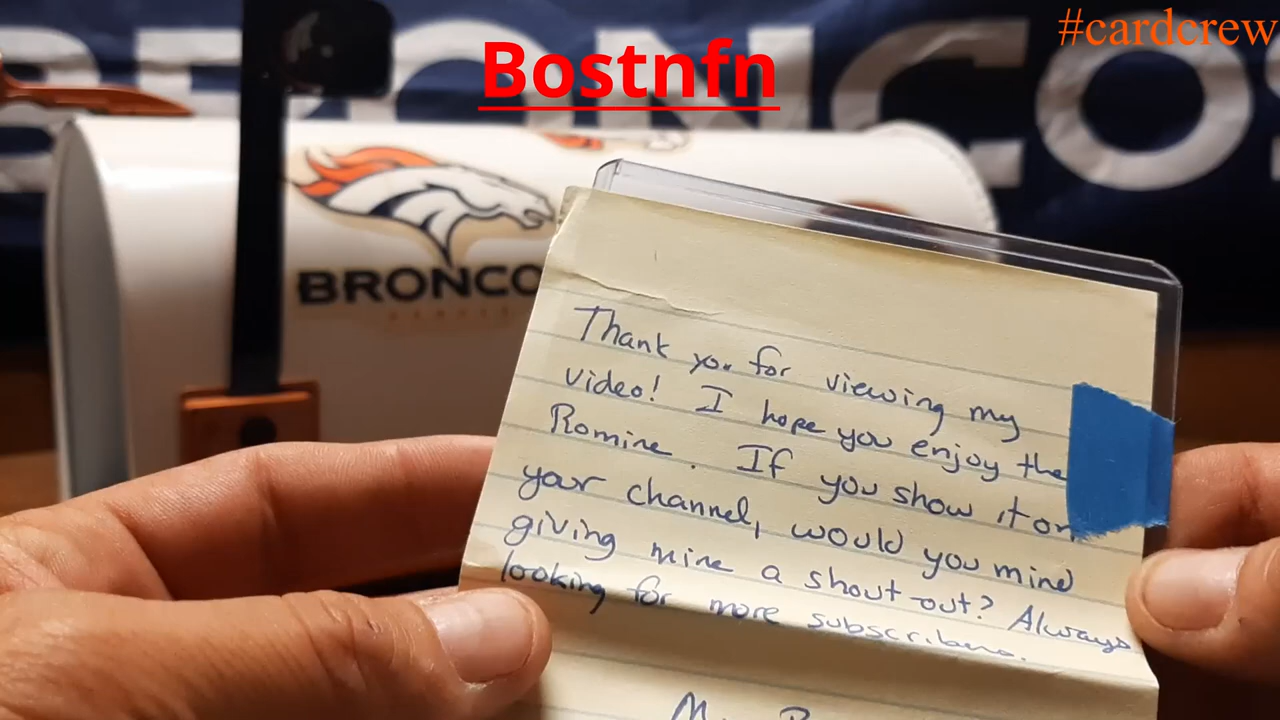 #cardcrew
Bostnfn
BRONCOS
BRONCO
Thank you for viewing my
video! I hope you enjoy the
Romine. If you show it on
your channel, would you mind
giving mine a shout-out? Always
looking for more subscribers.